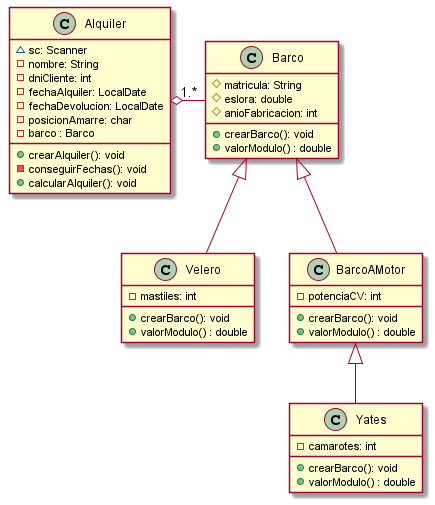 C Alquiler
sc: Scanner
nombre: String
dniCliente: int
fechaAlquiler: LocalDate
fechaDevolucion: LocalDate
posicionAmarre: char
barco : Barco
crearAlquiler(): void
conseguirFechas(): void
calcularAlquiler(): void
1.*
C Barco
matricula: String
eslora: double
anioFabricacion: int
crearBarco(): void
valorModulo() : double
C Velero
mastiles: int
crearBarco(): void
valorModulo() : double
C BarcoAMotor
potenciaCV: int
crearBarco(): void
valorModulo() : double
C Yates
camarotes: int
crearBarco(): void
valorModulo() : double